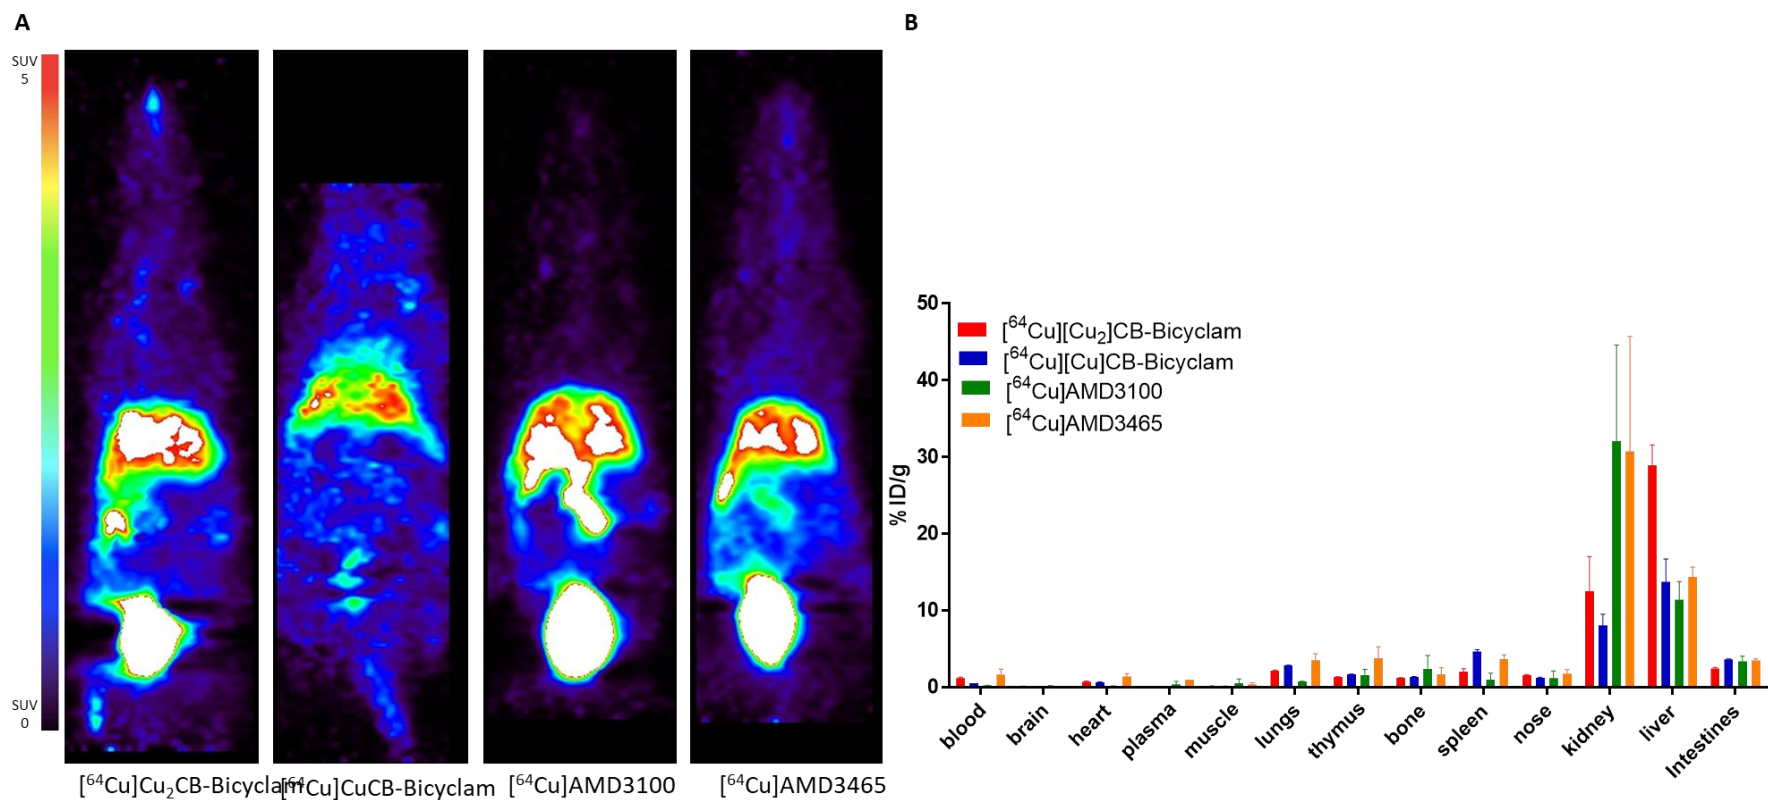 A
B
SUV
5
SUV
0
[⁶⁴Cu]Cu₂CB-Bicyclam
[⁶⁴Cu]CuCB-Bicyclam
[⁶⁴Cu]AMD3100
[⁶⁴Cu]AMD3465
50
40
30
20
10
0
% ID/g
[⁶⁴Cu][Cu₂]CB-Bicyclam
[⁶⁴Cu][Cu]CB-Bicyclam
[⁶⁴Cu]AMD3100
[⁶⁴Cu]AMD3465
blood
brain
heart
plasma
muscle
lungs
thymus
bone
spleen
nose
kidney
liver
Intestines